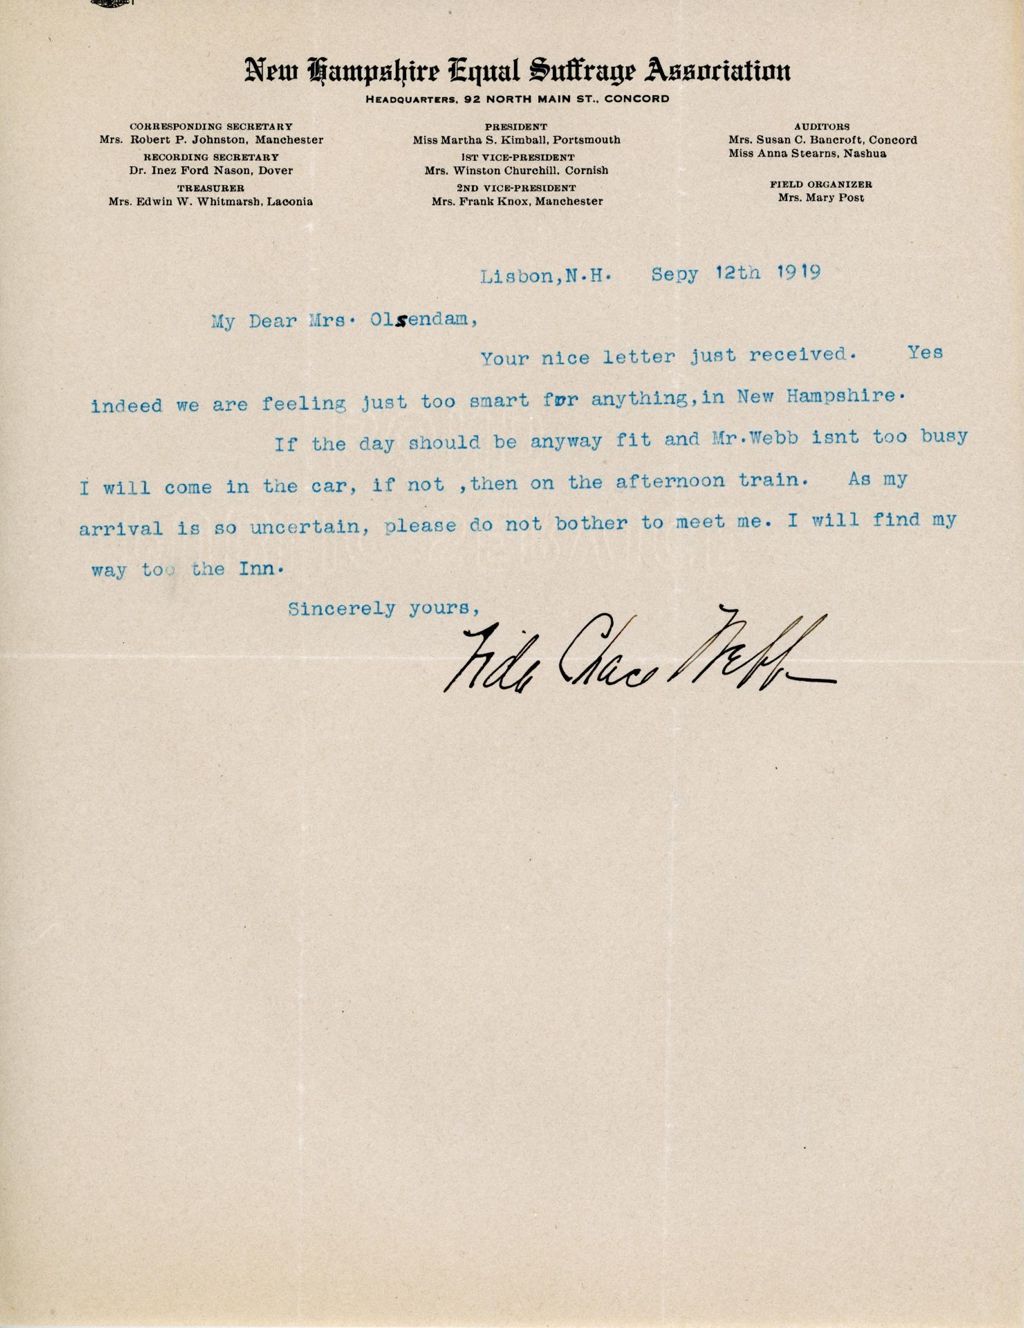 New Hampshire Equal Suffrage Association
HEADQUARTERS, 92 NORTH MAIN ST., CONCORD
CORRESPONDING SECRETARY
Mrs. Robert P. Johnston, Manchester
RECORDING SECRETARY
Dr. Inez Ford Nason, Dover
TREASURER
Mrs. Edwin W. Whitmarsh, Laconia
PRESIDENT
Miss Martha S. Kimball, Portsmouth
1ST VICE-PRESIDENT
Mrs. Winston Churchill, Cornish
2ND VICE-PRESIDENT
Mrs. Frank Knox, Manchester
AUDITORS
Mrs. Susan C. Bancroft, Concord
Miss Anna Stearns, Nashua
FIELD ORGANIZER
Mrs. Mary Post
Lisbon,N.H. Sepy 12th 1919
My Dear Mrs. Olsendam,
Your nice letter just received. Yes
indeed we are feeling just too smart for anything,in New Hampshire.
If the day should be anyway fit and Mr.Webb isnt too busy
I will come in the car, if not ,then on the afternoon train. As my
arrival is so uncertain, please do not bother to meet me. I will find my
way to the Inn.
Sincerely yours,
Chace Webb